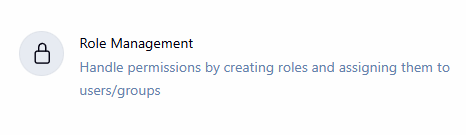 Role Management
Handle permissions by creating roles and assigning them to
users/groups